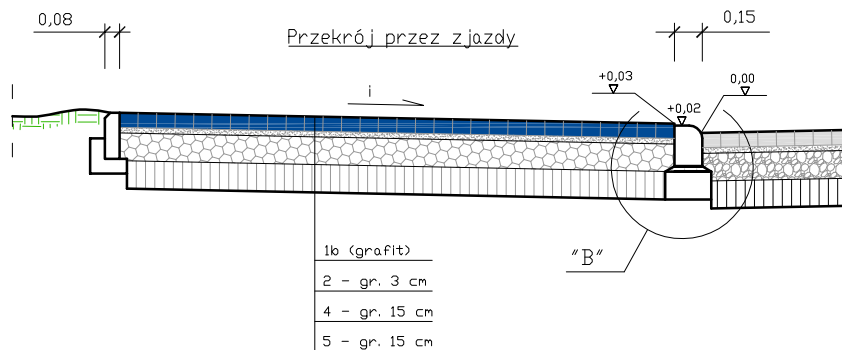 0,08
Przekrój przez zjazdy
0,15
+0,03
0,00
i
+0,02
"B"
1b (grafit)
2 - gr. 3 cm
4 - gr. 15 cm
5 - gr. 15 cm